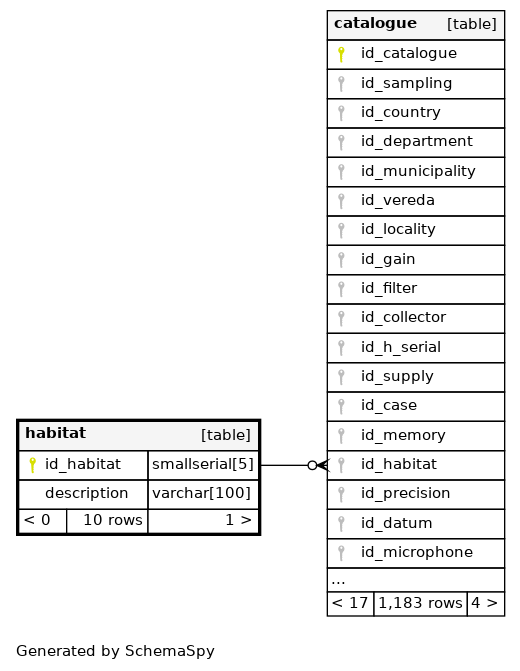 catalogue [table]
id_catalogue
id_sampling
id_country
id_department
id_municipality
id_vereda
id_locality
id_gain
id_filter
id_collector
id_h_serial
id_supply
id_case
id_memory
id_habitat
id_precision
id_datum
id_microphone
...
< 17 1,183 rows 4 >
habitat [table]
id_habitat smallserial[5]
description varchar[100]
< 0 10 rows 1 >
Generated by SchemaSpy